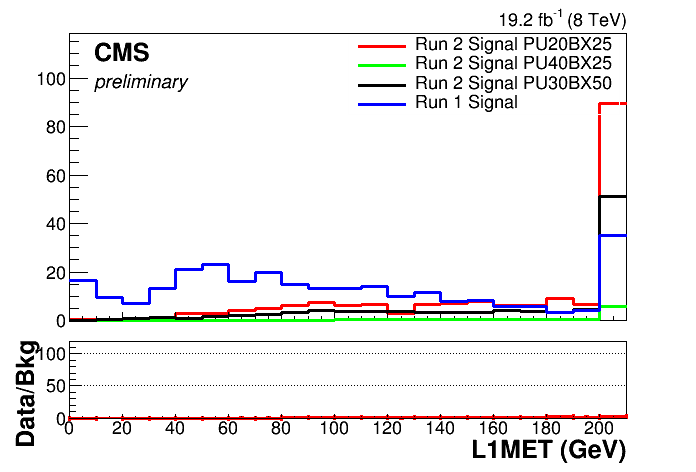 19.2 fb⁻¹ (8 TeV)
CMS
preliminary
Run 2 Signal PU20BX25
Run 2 Signal PU40BX25
Run 2 Signal PU30BX50
Run 1 Signal
100
80
60
40
20
0
Data/Bkg
100
50
0
0 20 40 60 80 100 120 140 160 180 200
L1MET (GeV)